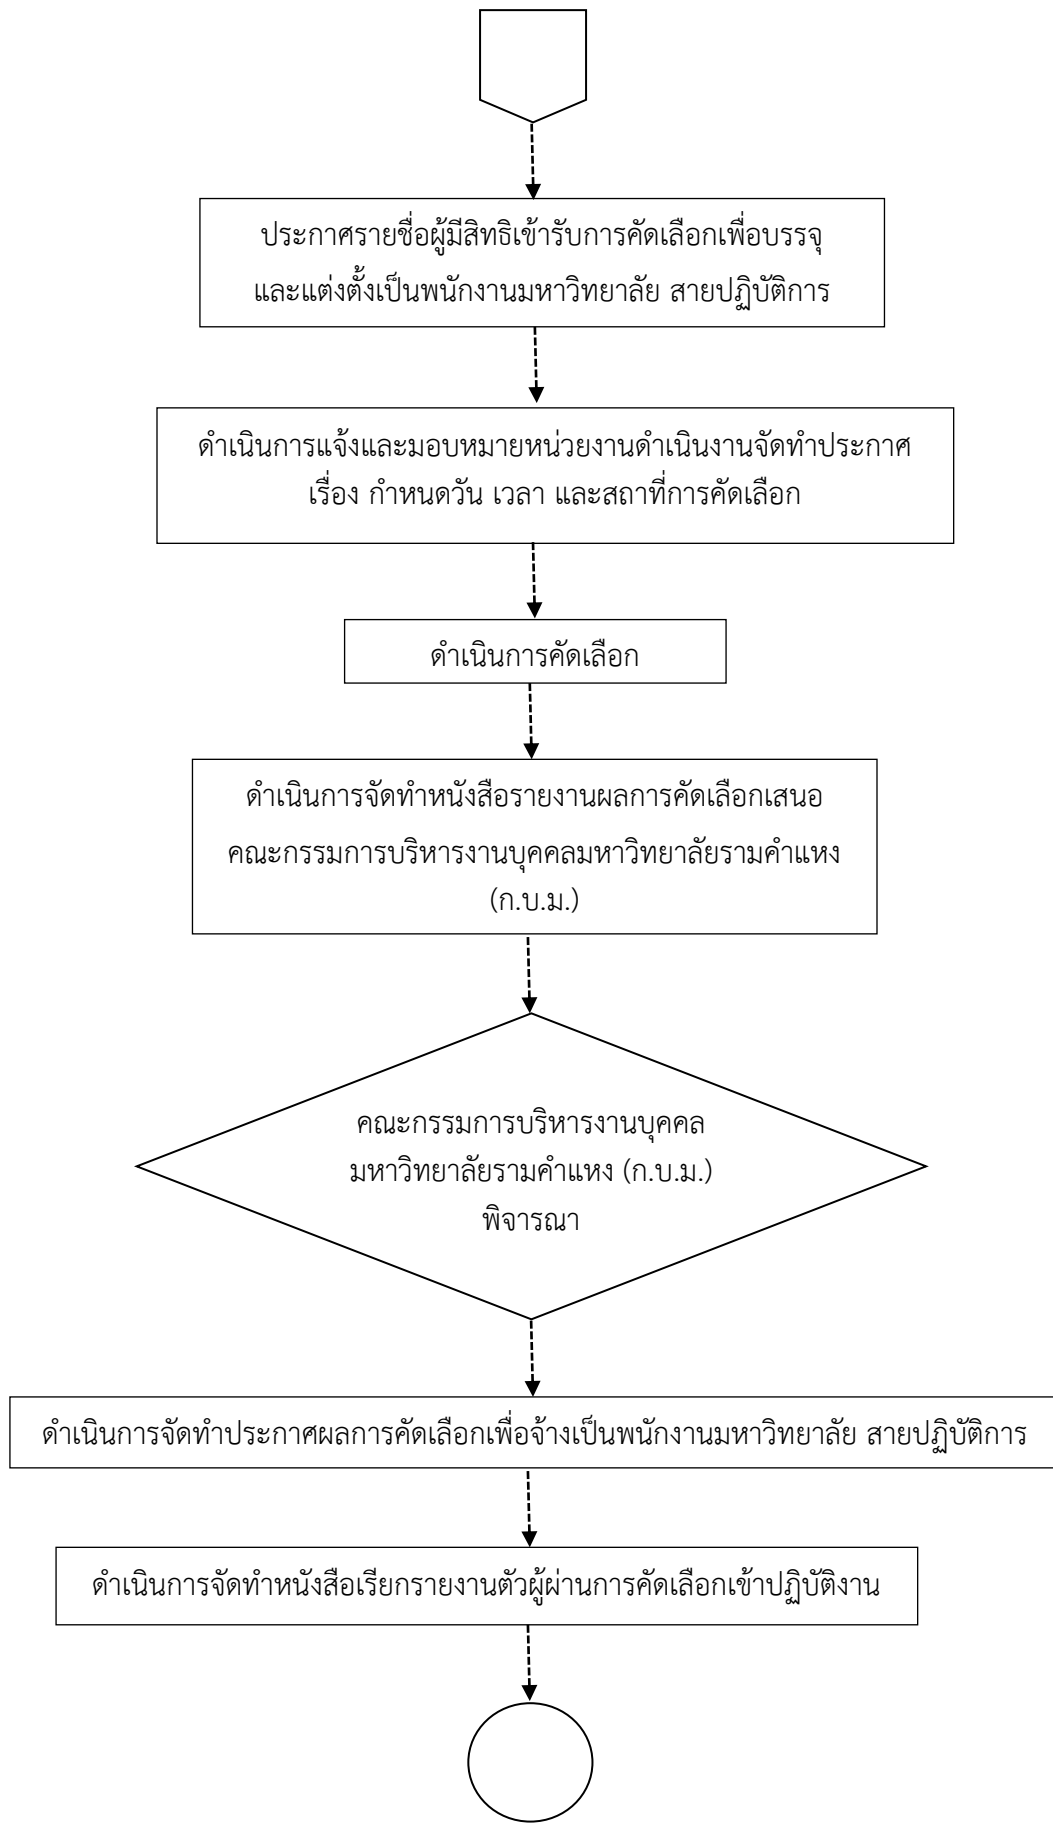 ประกาศรายชื่อผู้มีสิทธิเข้ารับการคัดเลือกเพื่อบรรจุ
และแต่งตั้งเป็นพนักงานมหาวิทยาลัย สายปฏิบัติการ
ดำเนินการแจ้งและมอบหมายหน่วยงานดำเนินงานจัดทำประกาศ
เรื่อง กำหนดวัน เวลา และสถาที่การคัดเลือก
ดำเนินการคัดเลือก
ดำเนินการจัดทำหนังสือรายงานผลการคัดเลือกเสนอ
คณะกรรมการบริหารงานบุคคลมหาวิทยาลัยรามคำแหง
(ก.บ.ม.)
คณะกรรมการบริหารงานบุคคล
มหาวิทยาลัยรามคำแหง (ก.บ.ม.)
พิจารณา
ดำเนินการจัดทำประกาศผลการคัดเลือกเพื่อจ้างเป็นพนักงานมหาวิทยาลัย สายปฏิบัติการ
ดำเนินการจัดทำหนังสือเรียกรายงานตัวผู้ผ่านการคัดเลือกเข้าปฏิบัติงาน